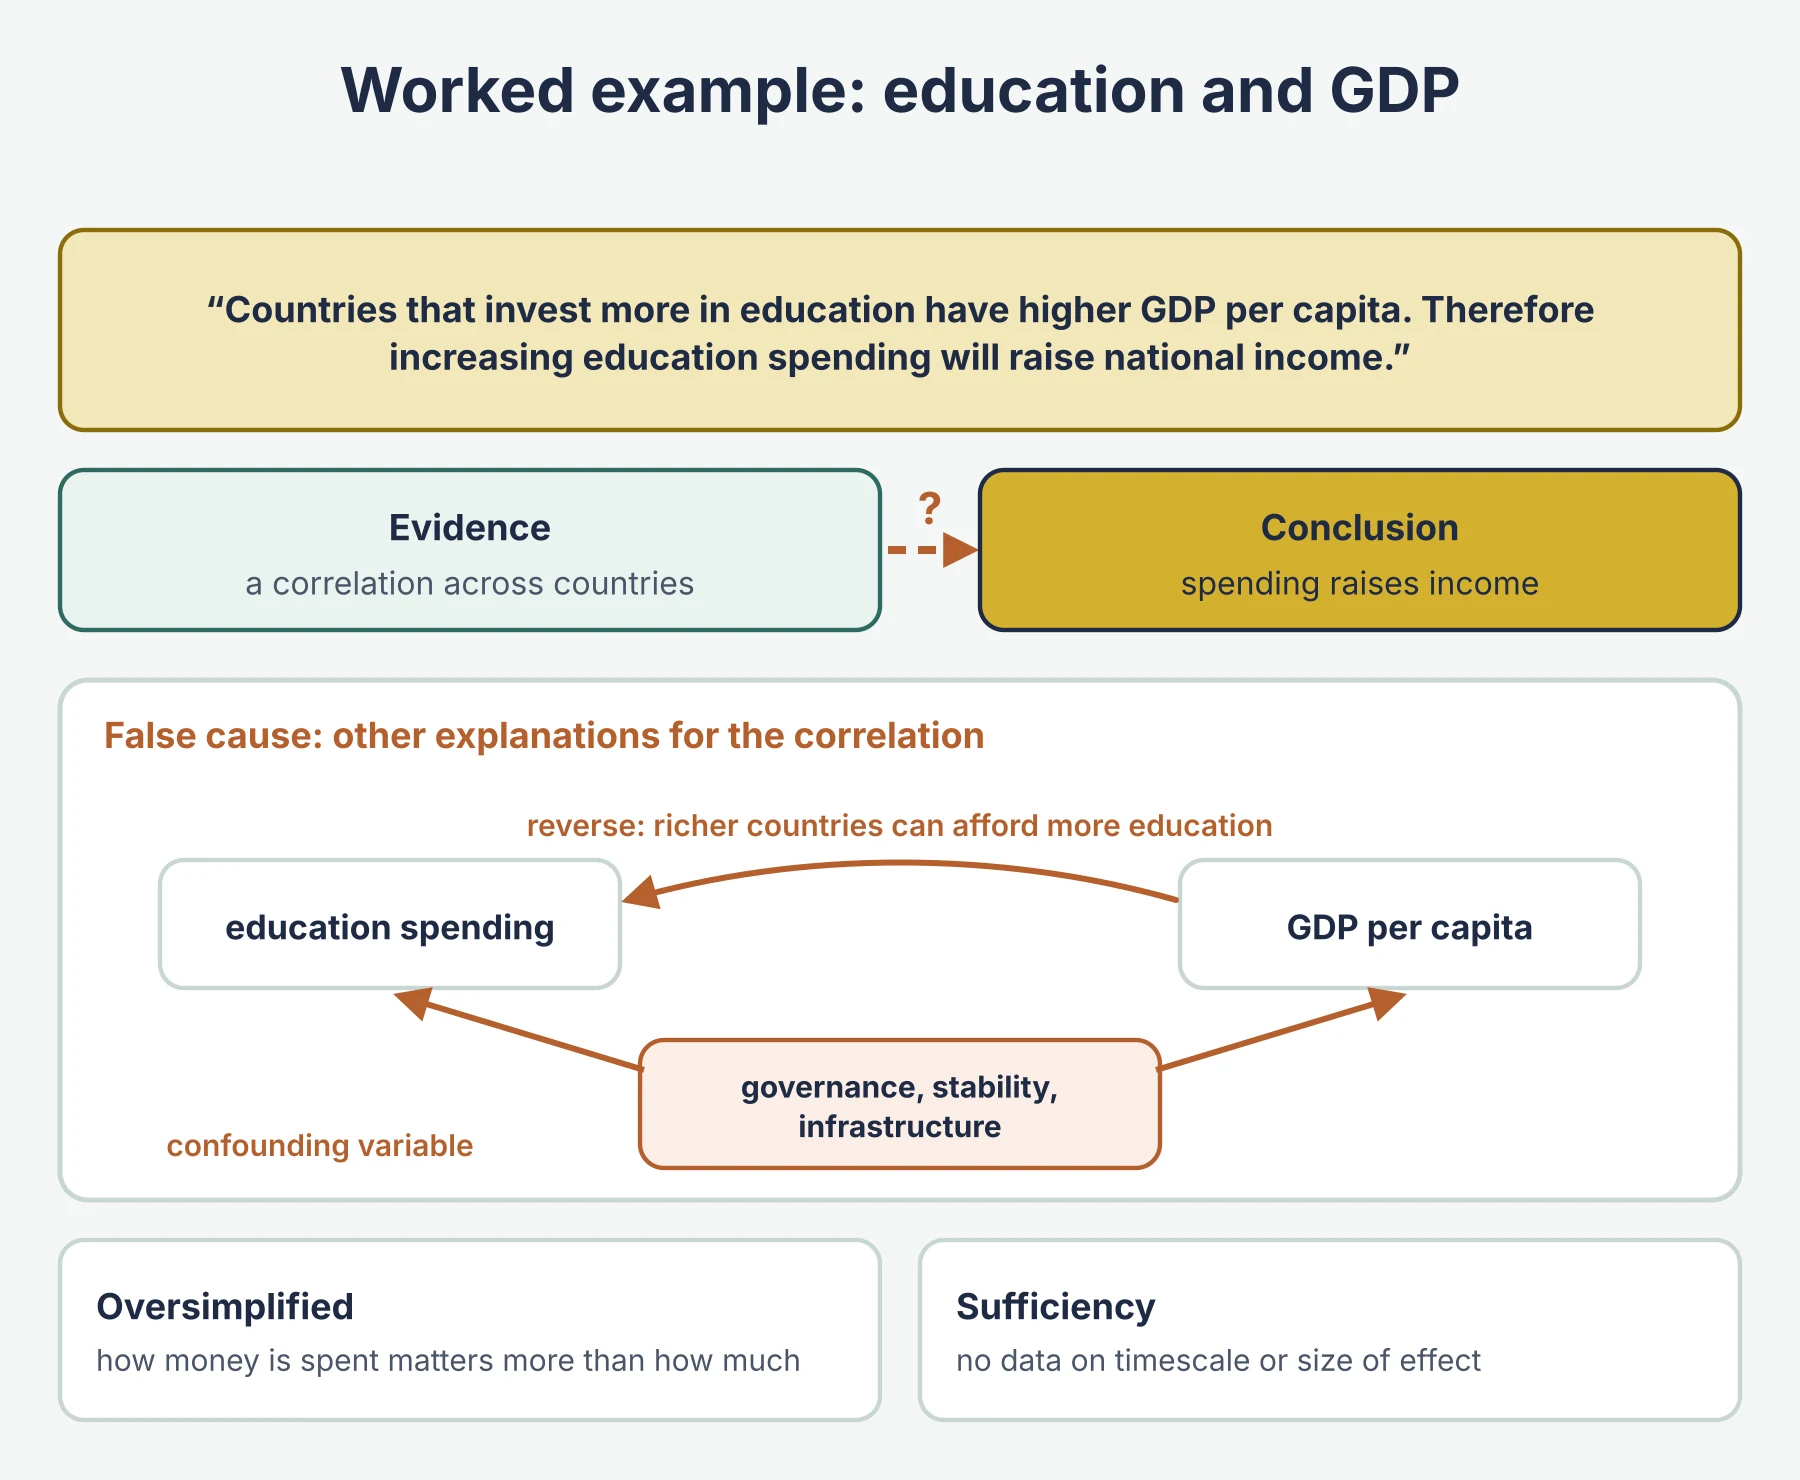 Worked example: education and GDP
“Countries that invest more in education have higher GDP per capita. Therefore
increasing education spending will raise national income.”
Evidence
a correlation across countries
?
Conclusion
spending raises income
False cause: other explanations for the correlation
reverse: richer countries can afford more education
education spending
GDP per capita
governance, stability,
infrastructure
confounding variable
Oversimplified
how money is spent matters more than how much
Sufficiency
no data on timescale or size of effect